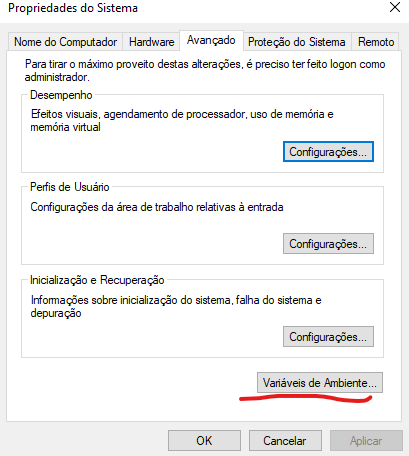 Propriedades do Sistema
Nome do Computador Hardware Avançado Proteção do Sistema Remoto
Para tirar o máximo proveito destas alterações, é preciso ter feito logon como
administrador.
Desempenho
Efeitos visuais, agendamento de processador, uso de memória e
memória virtual
Configurações...
Perfis de Usuário
Configurações da área de trabalho relativas à entrada
Configurações...
Inicialização e Recuperação
Informações sobre inicialização do sistema, falha do sistema e
depuração
Configurações...
Variáveis de Ambiente...
OK Cancelar Aplicar